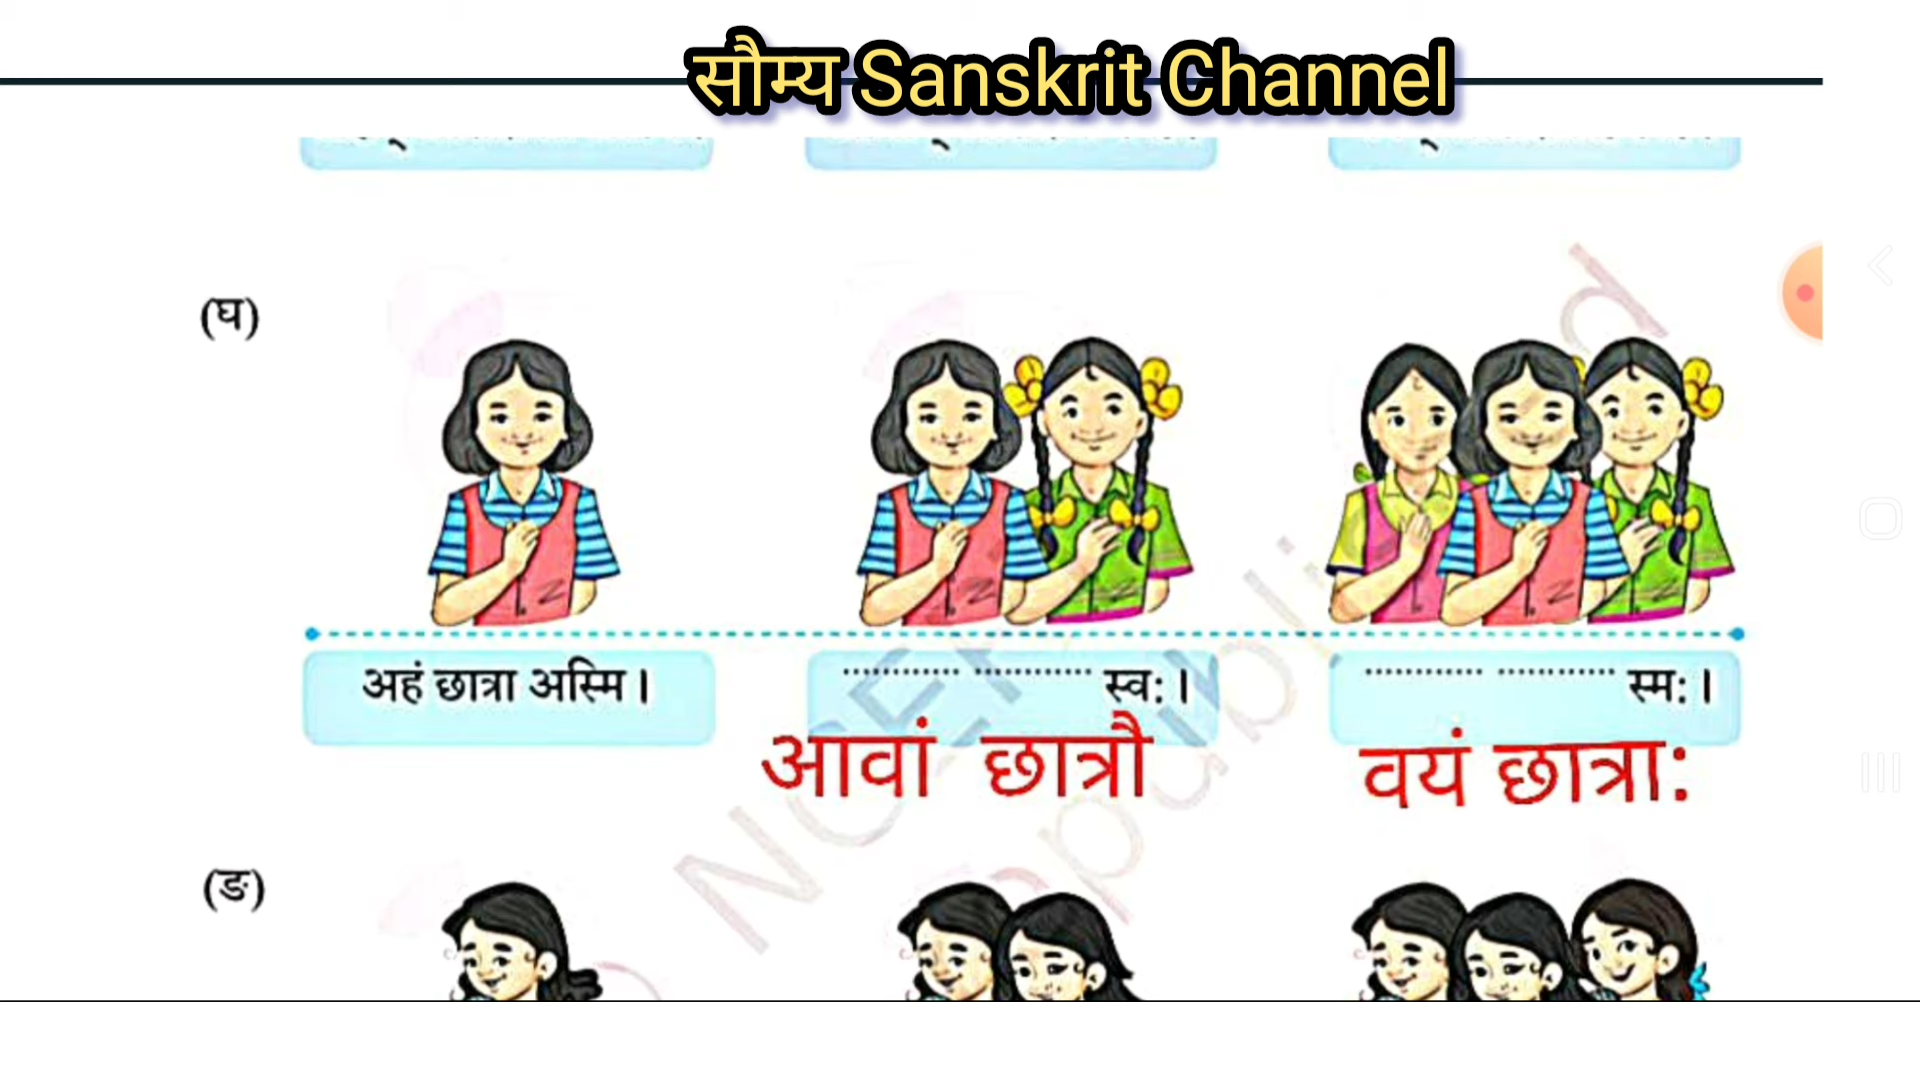 सौम्य Sanskrit Channel
(घ)
अहं छात्रा अस्मि।
............ ............ स्व:।
............ ............ स्म:।
आवां छात्रौ
वयं छात्रा:
(ङ)